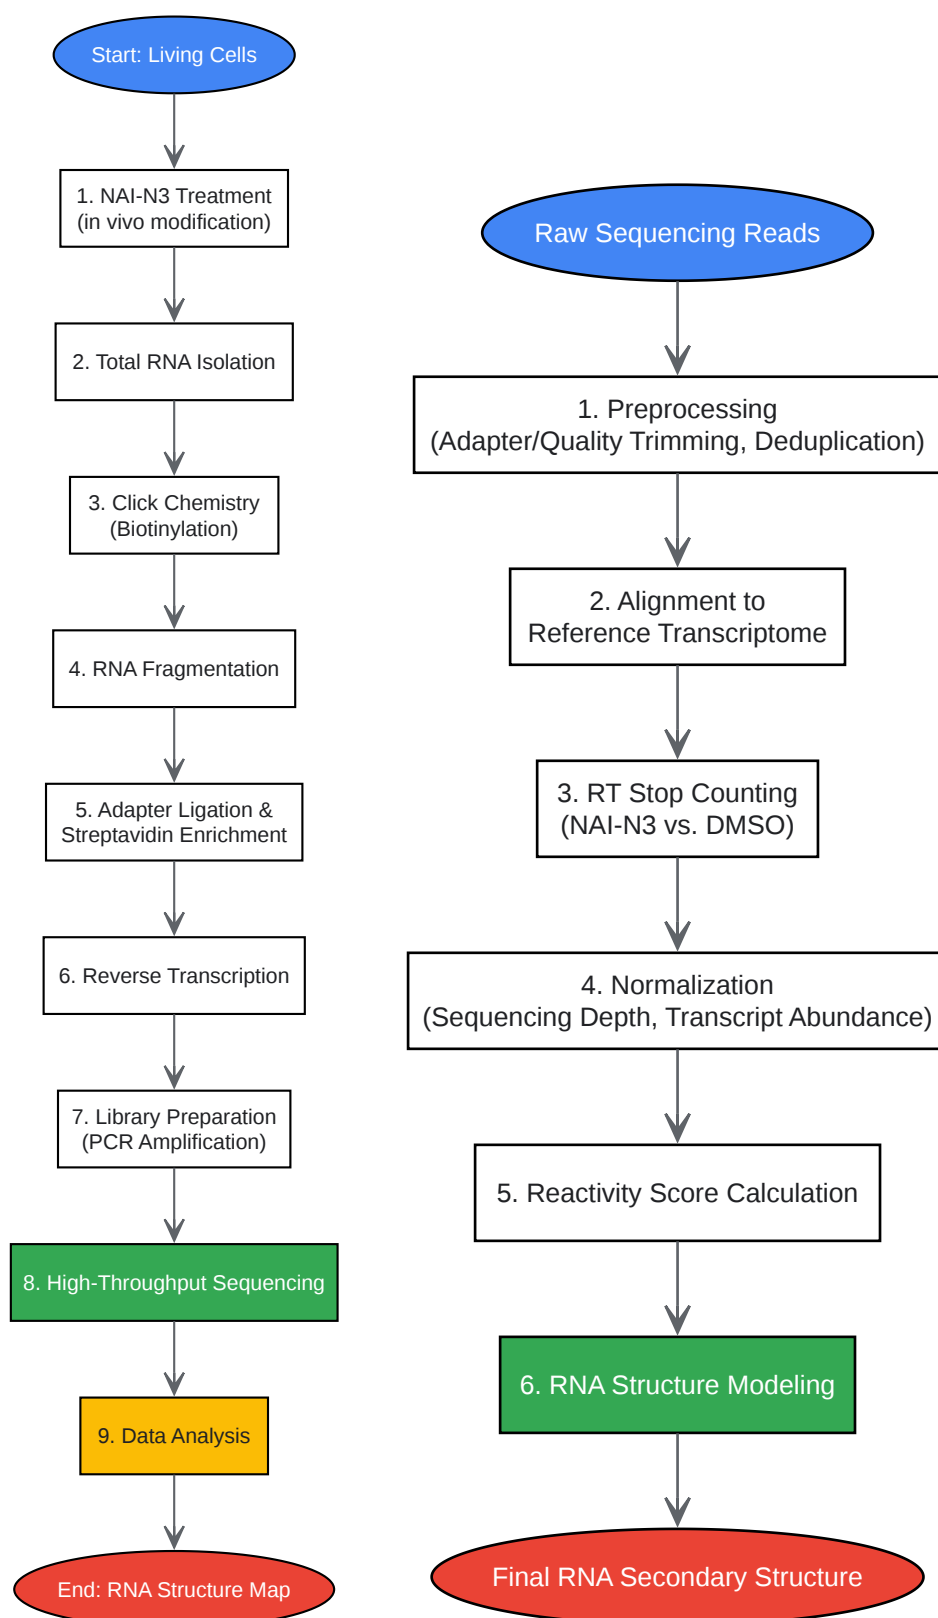 Start: Living Cells
1. NAI-N3 Treatment
(in vivo modification)
2. Total RNA Isolation
3. Click Chemistry
(Biotinylation)
4. RNA Fragmentation
5. Adapter Ligation &
Streptavidin Enrichment
6. Reverse Transcription
7. Library Preparation
(PCR Amplification)
8. High-Throughput Sequencing
9. Data Analysis
End: RNA Structure Map
Raw Sequencing Reads
1. Preprocessing
(Adapter/Quality Trimming, Deduplication)
2. Alignment to
Reference Transcriptome
3. RT Stop Counting
(NAI-N3 vs. DMSO)
4. Normalization
(Sequencing Depth, Transcript Abundance)
5. Reactivity Score Calculation
6. RNA Structure Modeling
Final RNA Secondary Structure